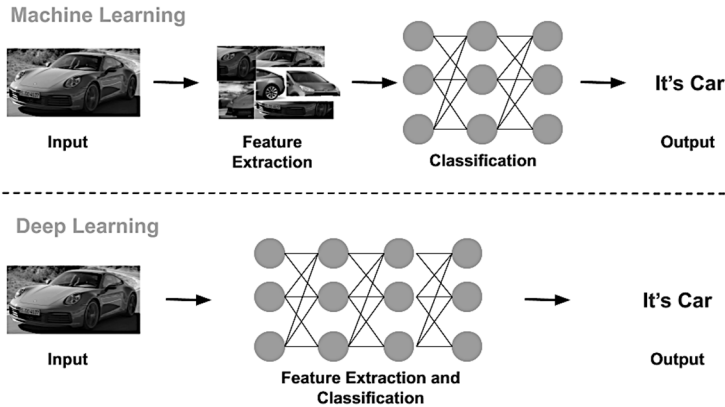 Machine Learning
It's Car
Input
Feature
Extraction
Classification
Output
Deep Learning
It's Car
Input
Feature Extraction and
Classification
Output